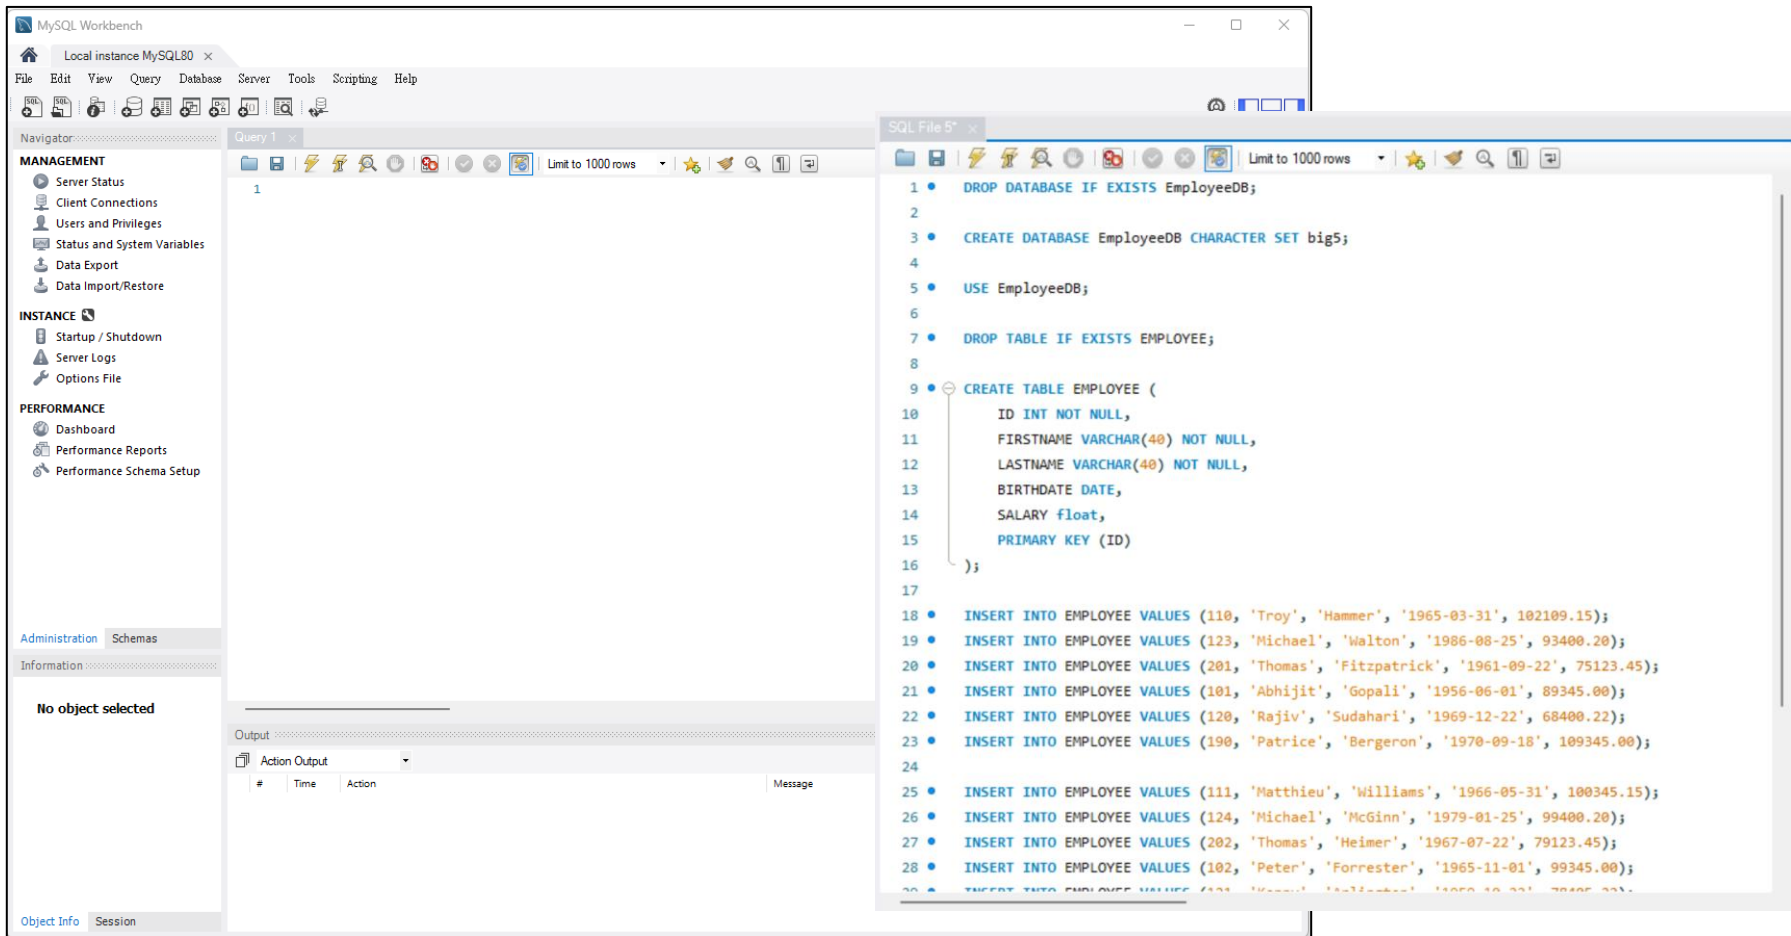 MySQL Workbench
Local instance MySQL80
File Edit View Query Database Server Tools Scripting Help
Navigator
MANAGEMENT
Server Status
Client Connections
Users and Privileges
Status and System Variables
Data Export
Data Import/Restore
INSTANCE
Startup / Shutdown
Server Logs
Options File
PERFORMANCE
Dashboard
Performance Reports
Performance Schema Setup
Administration Schemas
Information
No object selected
Object Info Session
Query 1
Limit to 1000 rows
1
Output
Action Output
# Time Action Message
SQL File 5*
Limit to 1000 rows
1 DROP DATABASE IF EXISTS EmployeeDB;
2
3 CREATE DATABASE EmployeeDB CHARACTER SET big5;
4
5 USE EmployeeDB;
6
7 DROP TABLE IF EXISTS EMPLOYEE;
8
9 CREATE TABLE EMPLOYEE (
10 ID INT NOT NULL,
11 FIRSTNAME VARCHAR(40) NOT NULL,
12 LASTNAME VARCHAR(40) NOT NULL,
13 BIRTHDATE DATE,
14 SALARY float,
15 PRIMARY KEY (ID)
16 );
17
18 INSERT INTO EMPLOYEE VALUES (110, 'Troy', 'Hammer', '1965-03-31', 102109.15);
19 INSERT INTO EMPLOYEE VALUES (123, 'Michael', 'Walton', '1986-08-25', 93400.20);
20 INSERT INTO EMPLOYEE VALUES (201, 'Thomas', 'Fitzpatrick', '1961-09-22', 75123.45);
21 INSERT INTO EMPLOYEE VALUES (101, 'Abhijit', 'Gopali', '1956-06-01', 89345.00);
22 INSERT INTO EMPLOYEE VALUES (120, 'Rajiv', 'Sudahari', '1969-12-22', 68400.22);
23 INSERT INTO EMPLOYEE VALUES (190, 'Patrice', 'Bergeron', '1970-09-18', 109345.00);
24
25 INSERT INTO EMPLOYEE VALUES (111, 'Matthieu', 'Williams', '1966-05-31', 100345.15);
26 INSERT INTO EMPLOYEE VALUES (124, 'Michael', 'McGinn', '1979-01-25', 99400.20);
27 INSERT INTO EMPLOYEE VALUES (202, 'Thomas', 'Heimer', '1967-07-22', 79123.45);
28 INSERT INTO EMPLOYEE VALUES (102, 'Peter', 'Forrester', '1965-11-01', 99345.00);
INSERT INTO EMPLOYEE VALUES